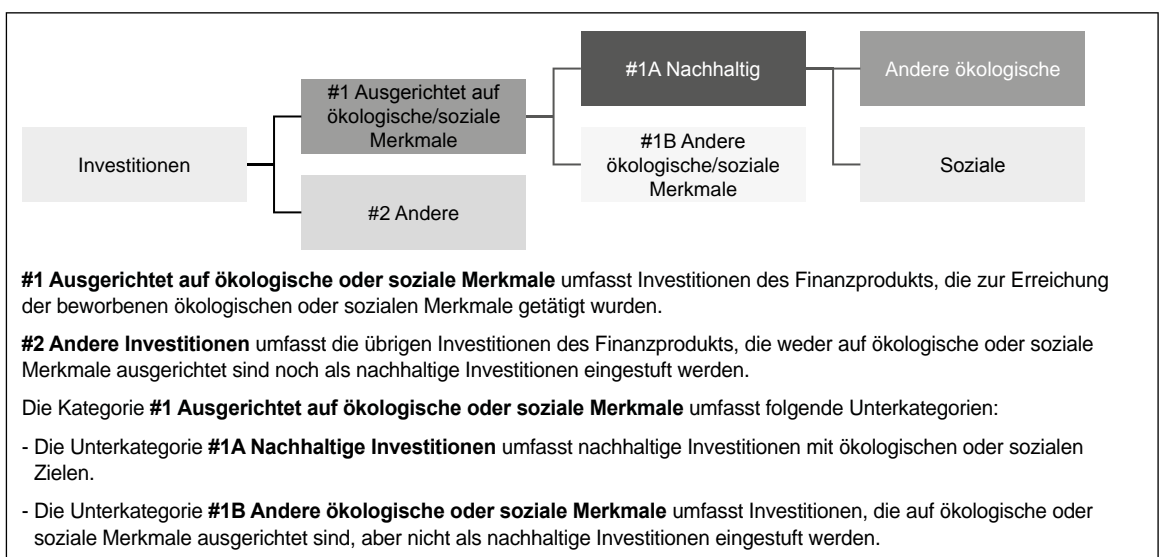 Investitionen
#1 Ausgerichtet auf
ökologische/soziale
Merkmale
#2 Andere
#1A Nachhaltig
#1B Andere
ökologische/soziale
Merkmale
Andere ökologische
Soziale
#1 Ausgerichtet auf ökologische oder soziale Merkmale umfasst Investitionen des Finanzprodukts, die zur Erreichung
der beworbenen ökologischen oder sozialen Merkmale getätigt wurden.
#2 Andere Investitionen umfasst die übrigen Investitionen des Finanzprodukts, die weder auf ökologische oder soziale
Merkmale ausgerichtet sind noch als nachhaltige Investitionen eingestuft werden.
Die Kategorie #1 Ausgerichtet auf ökologische oder soziale Merkmale umfasst folgende Unterkategorien:
- Die Unterkategorie #1A Nachhaltige Investitionen umfasst nachhaltige Investitionen mit ökologischen oder sozialen
Zielen.
- Die Unterkategorie #1B Andere ökologische oder soziale Merkmale umfasst Investitionen, die auf ökologische oder
soziale Merkmale ausgerichtet sind, aber nicht als nachhaltige Investitionen eingestuft werden.